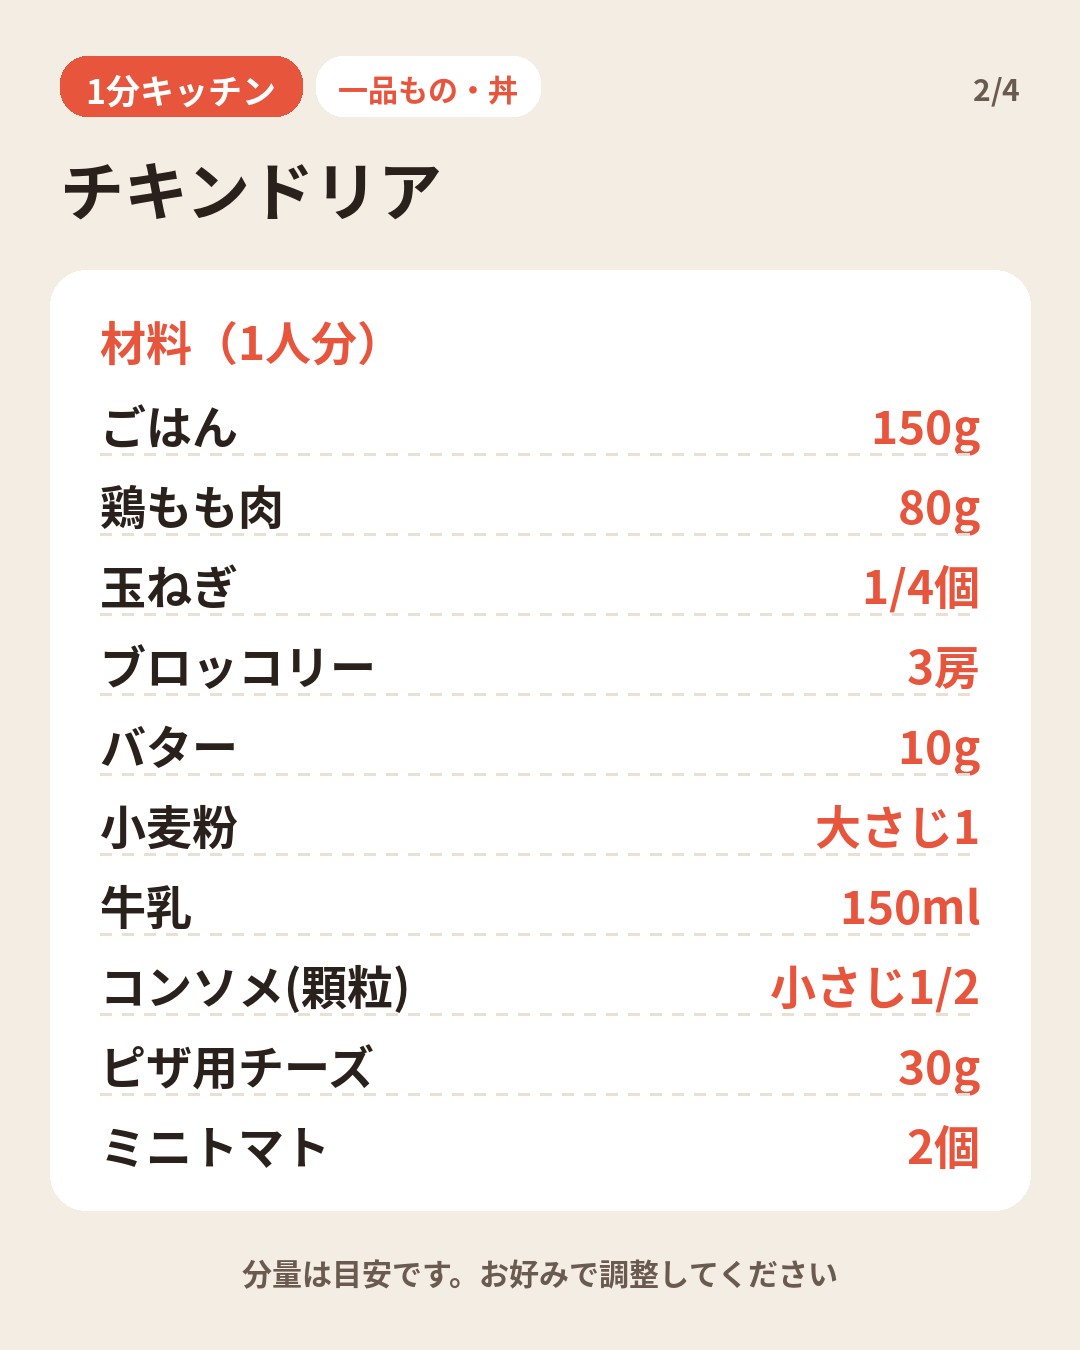 1分キッチン 一品もの・丼 2/4
チキンドリア
材料（1人分）
ごはん 150g
鶏もも肉 80g
玉ねぎ 1/4個
ブロッコリー 3房
バター 10g
小麦粉 大さじ1
牛乳 150ml
コンソメ(顆粒) 小さじ1/2
ピザ用チーズ 30g
ミニトマト 2個
分量は目安です。お好みで調整してください